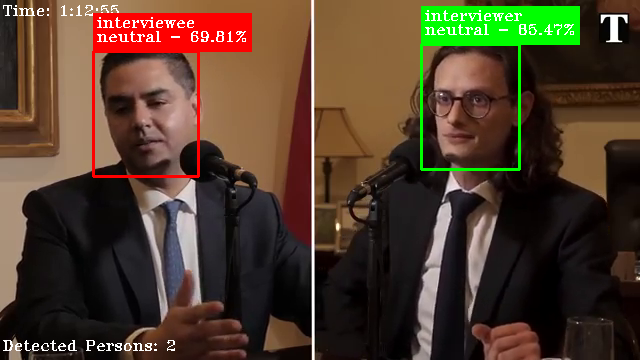 Time: 1:12:55
interviewee
neutral - 69.81%
interviewer
neutral - 85.47%
T
Detected Persons: 2